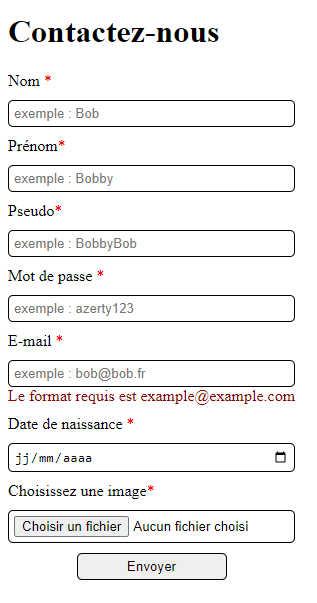 Contactez-nous
Nom *
exemple : Bob
Prénom*
exemple : Bobby
Pseudo*
exemple : BobbyBob
Mot de passe *
exemple : azerty123
E-mail *
exemple : bob@bob.fr
Le format requis est example@example.com
Date de naissance *
jj/mm/aaaa
Choisissez une image*
Choisir un fichier Aucun fichier choisi
Envoyer